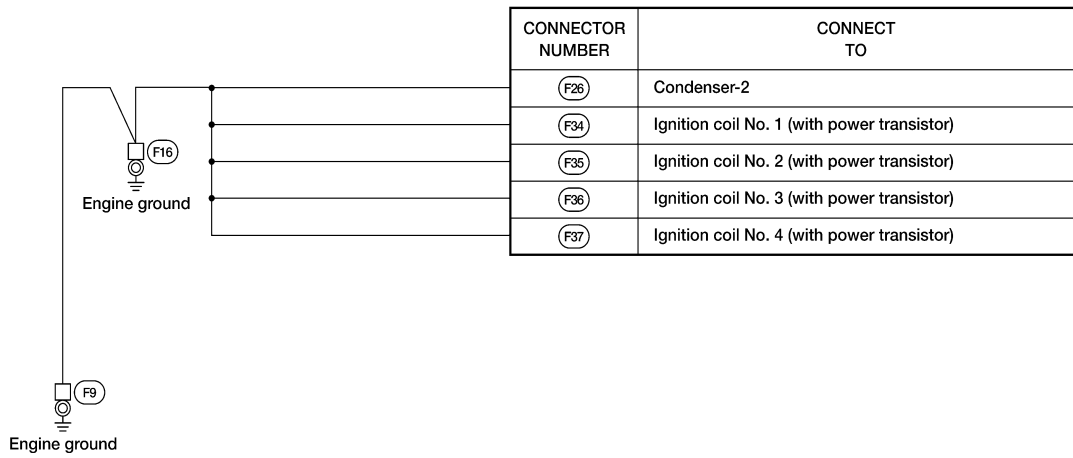 CONNECTOR
NUMBER
CONNECT
TO
F26 Condenser-2
F34 Ignition coil No. 1 (with power transistor)
F35 Ignition coil No. 2 (with power transistor)
F36 Ignition coil No. 3 (with power transistor)
F37 Ignition coil No. 4 (with power transistor)
F16
Engine ground
F9
Engine ground